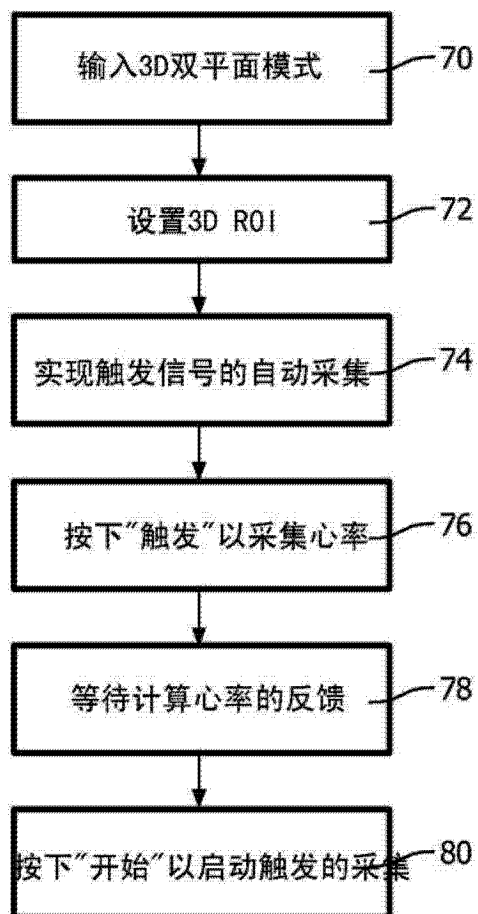 输入3D双平面模式 70
设置3D ROI 72
实现触发信号的自动采集 74
按下"触发"以采集心率 76
等待计算心率的反馈 78
按下"开始"以启动触发的采集 80